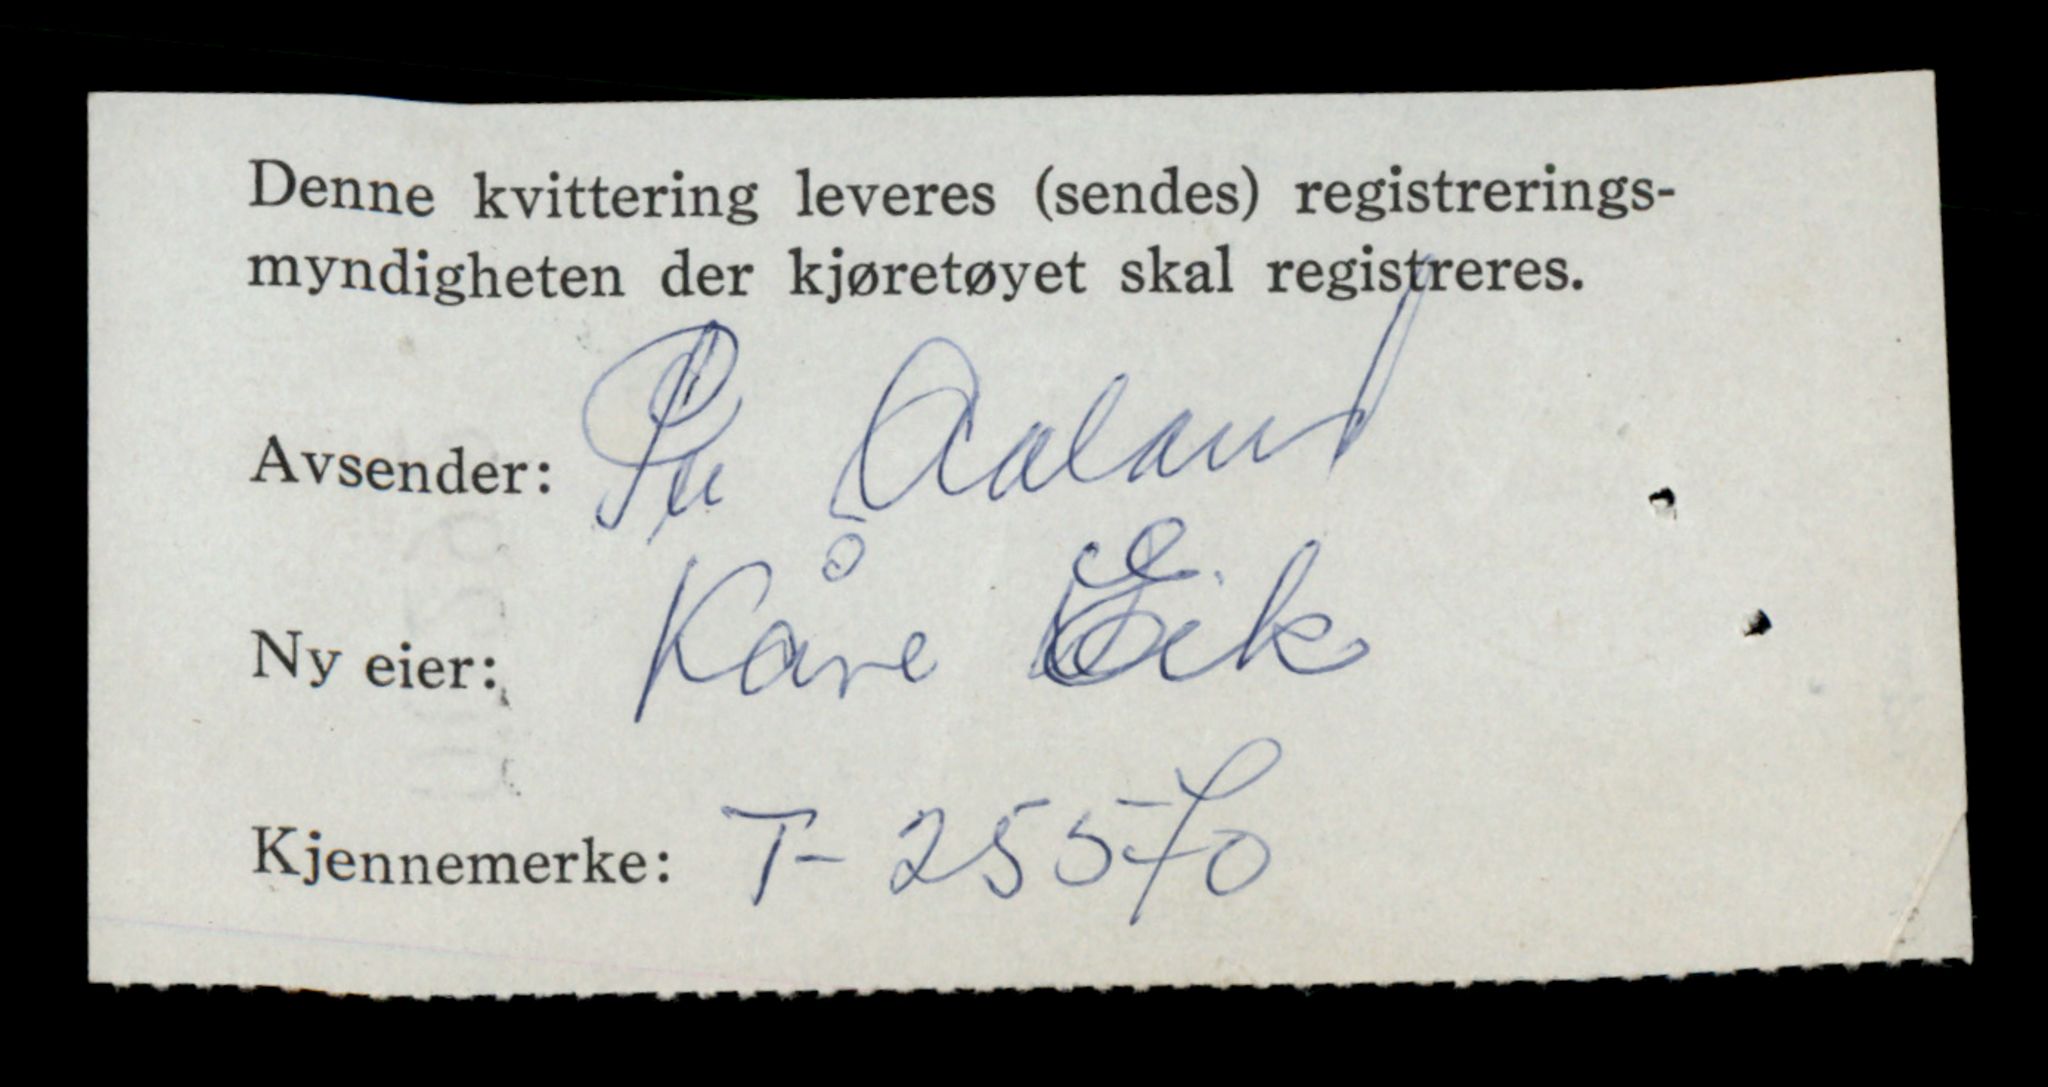 Denne kvittering leveres (sendes) registrerings-
myndigheten der kjøretøyet skal registreres.
Avsender: Per Aaland
Ny eier: Kåre Eik
Kjennemerke: T-25570